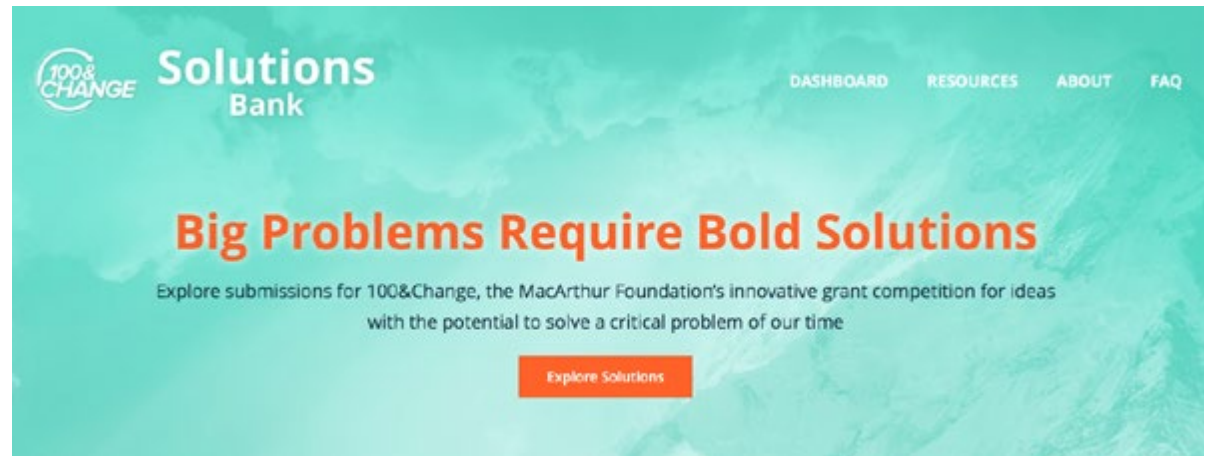 100&
CHANGE
Solutions
Bank
DASHBOARD RESOURCES ABOUT FAQ
Big Problems Require Bold Solutions
Explore submissions for 100&Change, the MacArthur Foundation's innovative grant competition for ideas
with the potential to solve a critical problem of our time
Explore Solutions